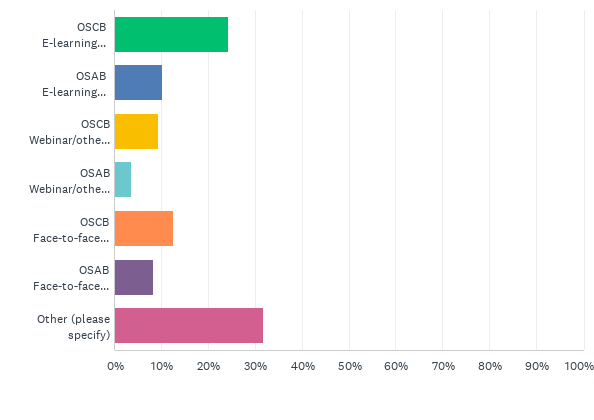 OSCB
E-learning...
OSAB
E-learning...
OSCB
Webinar/othe...
OSAB
Webinar/othe...
OSCB
Face-to-face...
OSAB
Face-to-face...
Other (please
specify)
0% 10% 20% 30% 40% 50% 60% 70% 80% 90% 100%